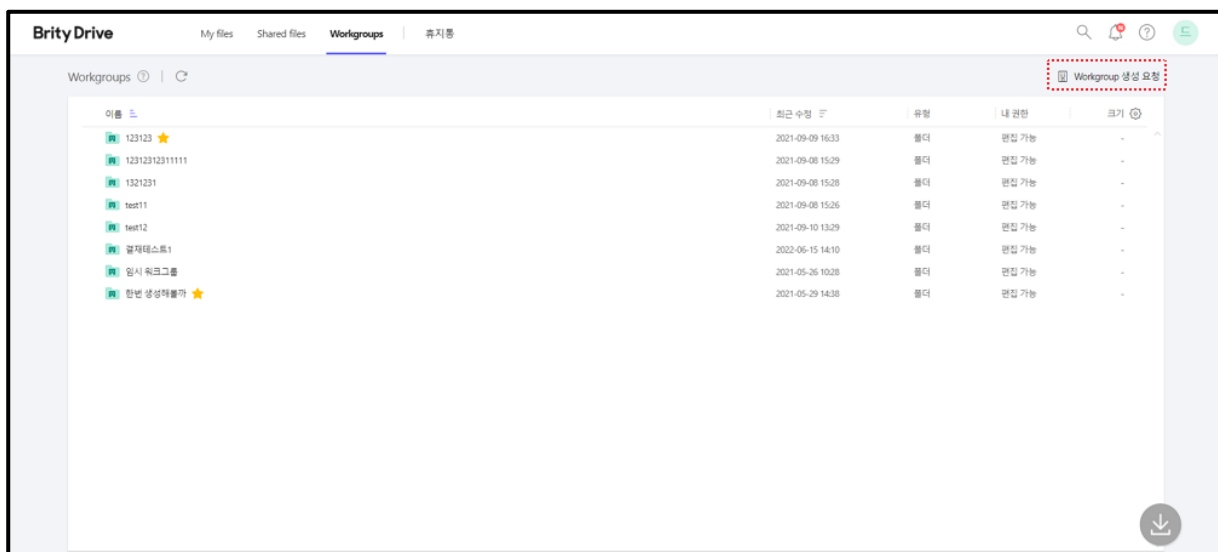 Brity Drive My files Shared files Workgroups 휴지통 드
Workgroups Workgroup 생성 요청
이름 최근 수정 유형 내 권한 크기
123123 2021-09-09 16:33 폴더 편집 가능 -
12312312311111 2021-09-08 15:29 폴더 편집 가능 -
1321231 2021-09-08 15:28 폴더 편집 가능 -
test11 2021-09-08 15:26 폴더 편집 가능 -
test12 2021-09-10 13:29 폴더 편집 가능 -
결재테스트1 2022-06-15 14:10 폴더 편집 가능 -
임시 워크그룹 2021-05-26 10:28 폴더 편집 가능 -
한번 생성해볼까 2021-05-29 14:38 폴더 편집 가능 -